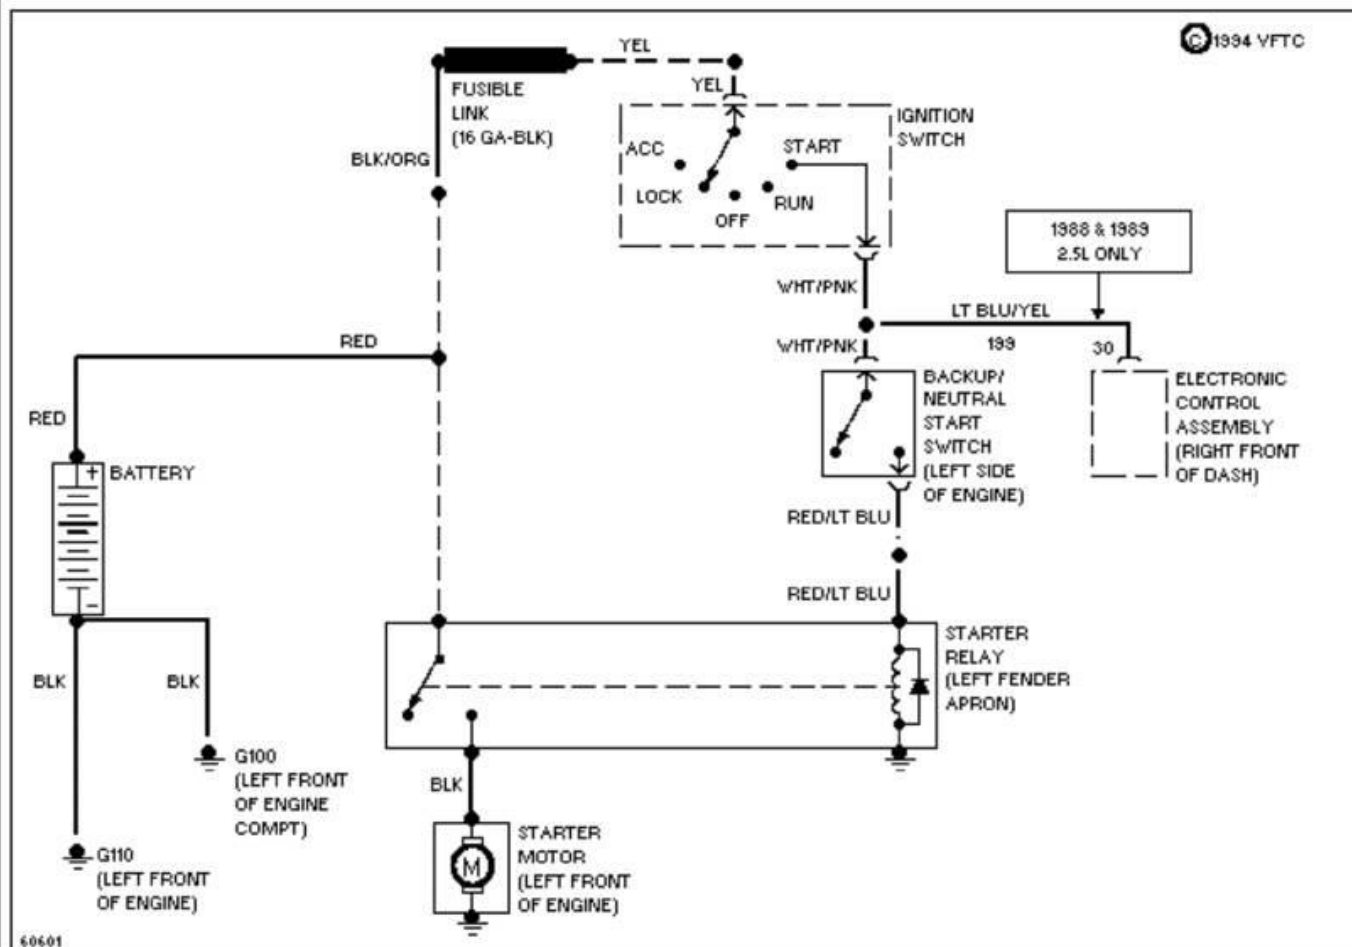 © 1994 VFTC
YEL
FUSIBLE
LINK
(16 GA-BLK)
YEL
IGNITION
SWITCH
BLK/ORG
ACC
START
LOCK
RUN
OFF
1988 & 1989
2.5L ONLY
WHT/PNK
LT BLU/YEL
199
30
WHT/PNK
RED
BACKUP/
NEUTRAL
START
SWITCH
(LEFT SIDE
OF ENGINE)
ELECTRONIC
CONTROL
ASSEMBLY
(RIGHT FRONT
OF DASH)
RED
+
BATTERY
−
RED/LT BLU
RED/LT BLU
STARTER
RELAY
(LEFT FENDER
APRON)
BLK
BLK
G100
(LEFT FRONT
OF ENGINE
COMPT)
BLK
STARTER
MOTOR
(LEFT FRONT
OF ENGINE)
M
G110
(LEFT FRONT
OF ENGINE)
60601